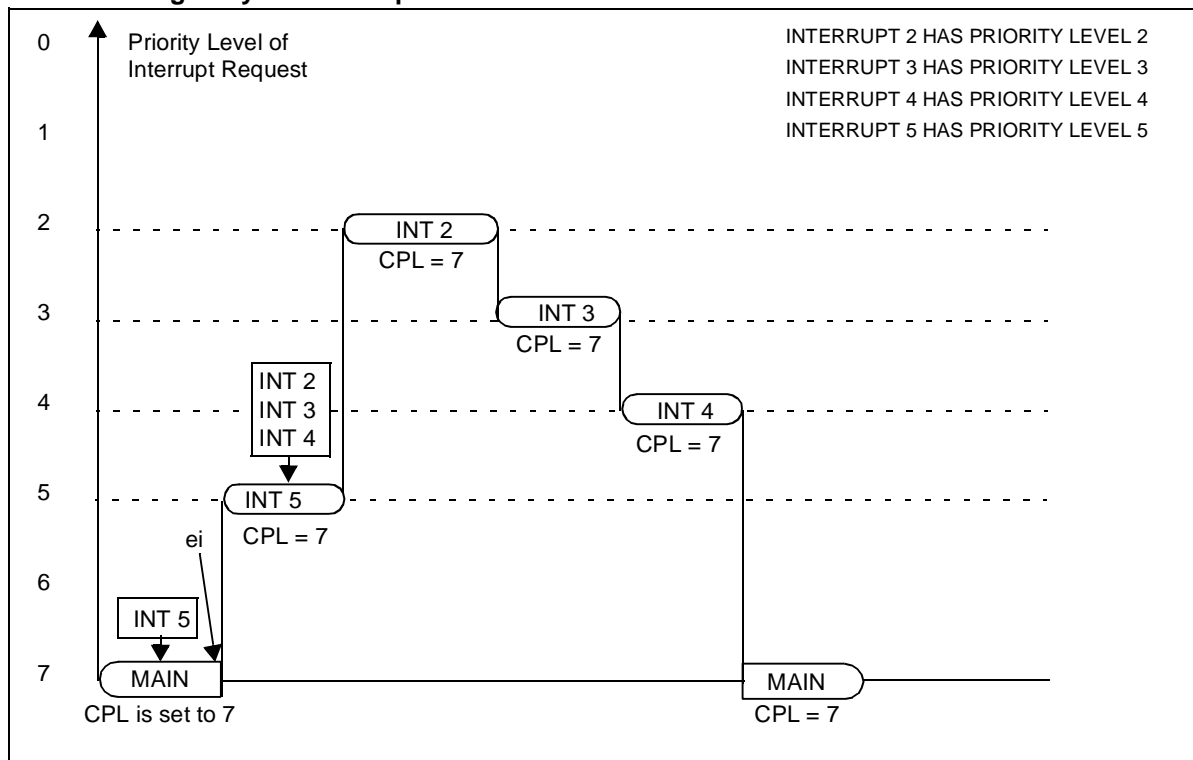 0
Priority Level of
Interrupt Request
INTERRUPT 2 HAS PRIORITY LEVEL 2
INTERRUPT 3 HAS PRIORITY LEVEL 3
INTERRUPT 4 HAS PRIORITY LEVEL 4
INTERRUPT 5 HAS PRIORITY LEVEL 5
1
2
INT 2
CPL = 7
3
INT 3
CPL = 7
INT 2
INT 3
INT 4
4
INT 4
CPL = 7
5
INT 5
CPL = 7
ei
6
INT 5
7
MAIN
CPL is set to 7
MAIN
CPL = 7